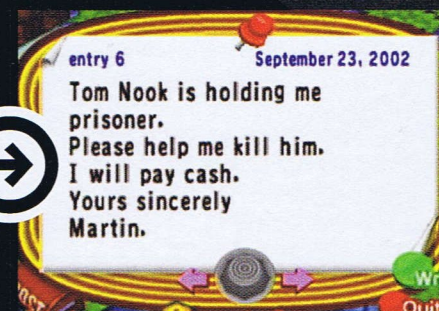 entry 6 September 23, 2002
Tom Nook is holding me
prisoner.
Please help me kill him.
I will pay cash.
Yours sincerely
Martin.